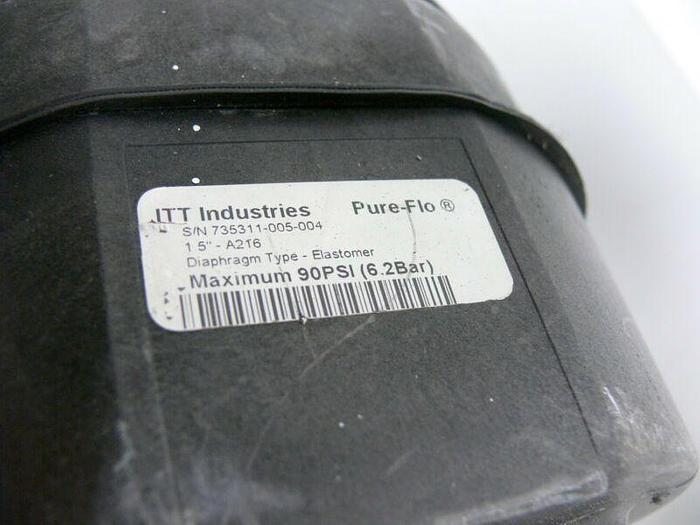 ITT Industries Pure-Flo ®
S/N 735311-005-004
1.5" - A216
Diaphragm Type - Elastomer
Maximum 90PSI (6.2Bar)